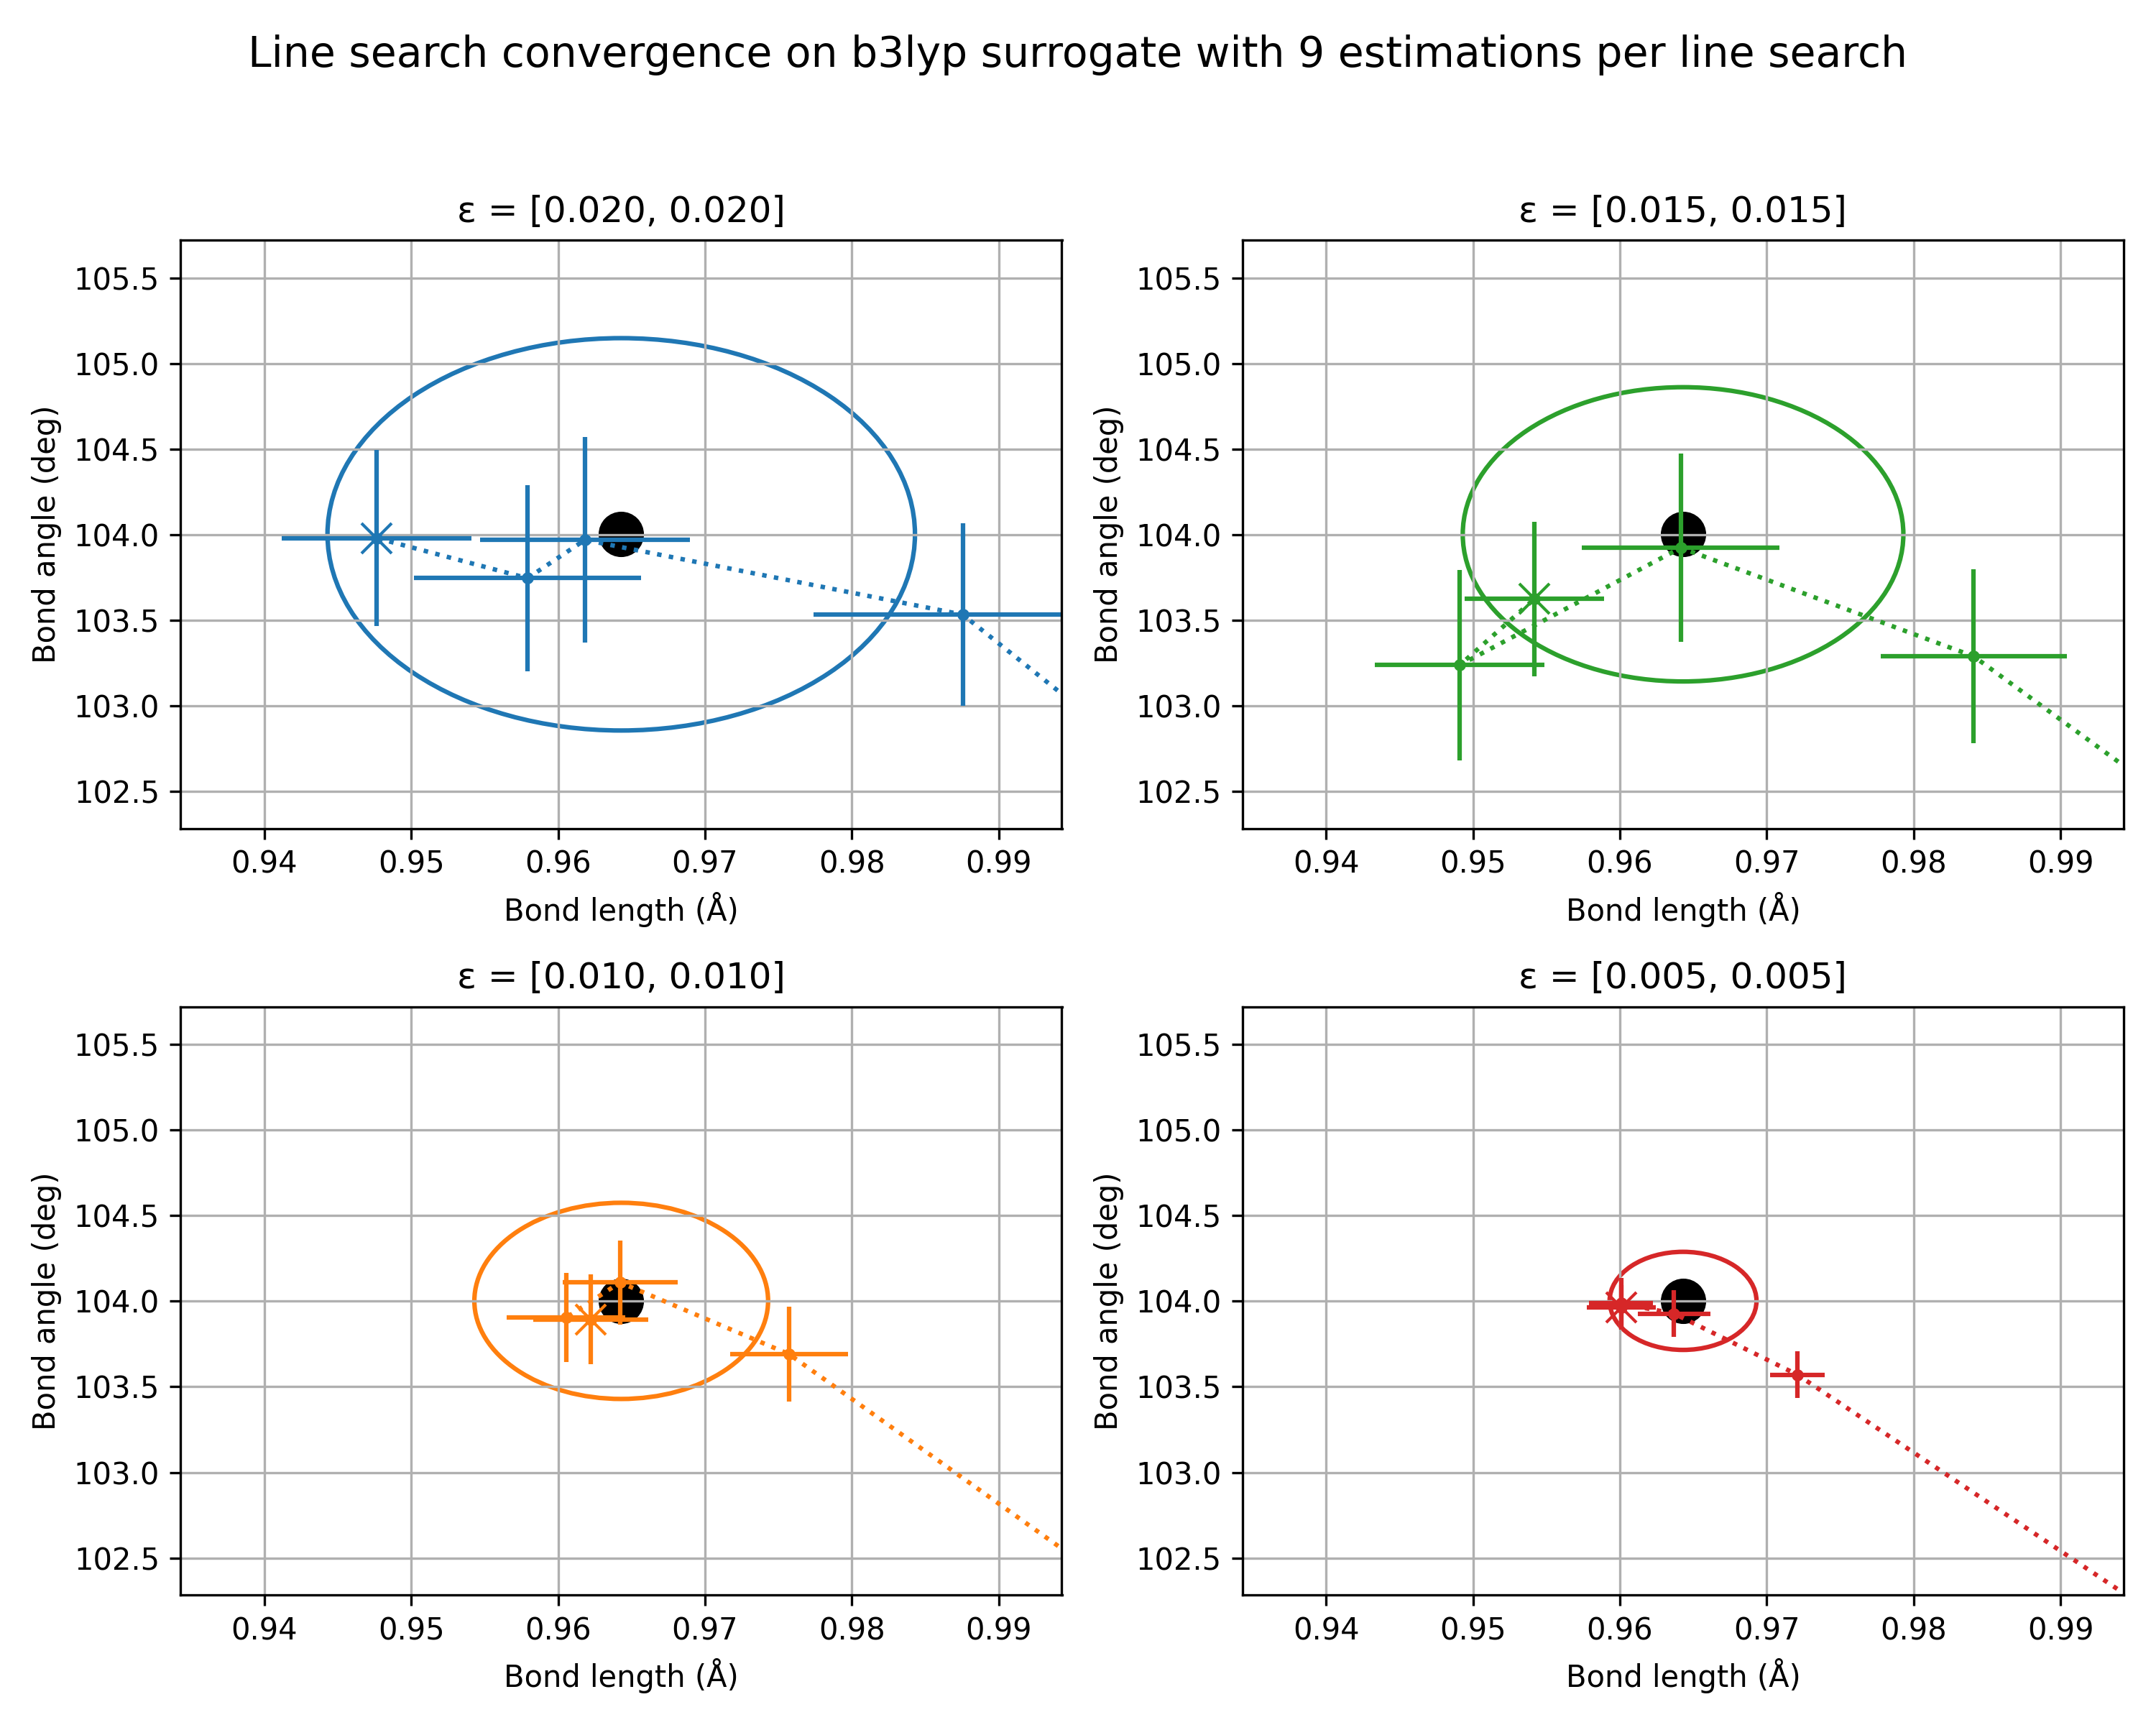 Line search convergence on b3lyp surrogate with 9 estimations per line search
ε = [0.020, 0.020]
105.5
105.0
104.5
104.0
103.5
103.0
102.5
Bond angle (deg)
0.94 0.95 0.96 0.97 0.98 0.99
Bond length (Å)
ε = [0.015, 0.015]
105.5
105.0
104.5
104.0
103.5
103.0
102.5
Bond angle (deg)
0.94 0.95 0.96 0.97 0.98 0.99
Bond length (Å)
ε = [0.010, 0.010]
105.5
105.0
104.5
104.0
103.5
103.0
102.5
Bond angle (deg)
0.94 0.95 0.96 0.97 0.98 0.99
Bond length (Å)
ε = [0.005, 0.005]
105.5
105.0
104.5
104.0
103.5
103.0
102.5
Bond angle (deg)
0.94 0.95 0.96 0.97 0.98 0.99
Bond length (Å)